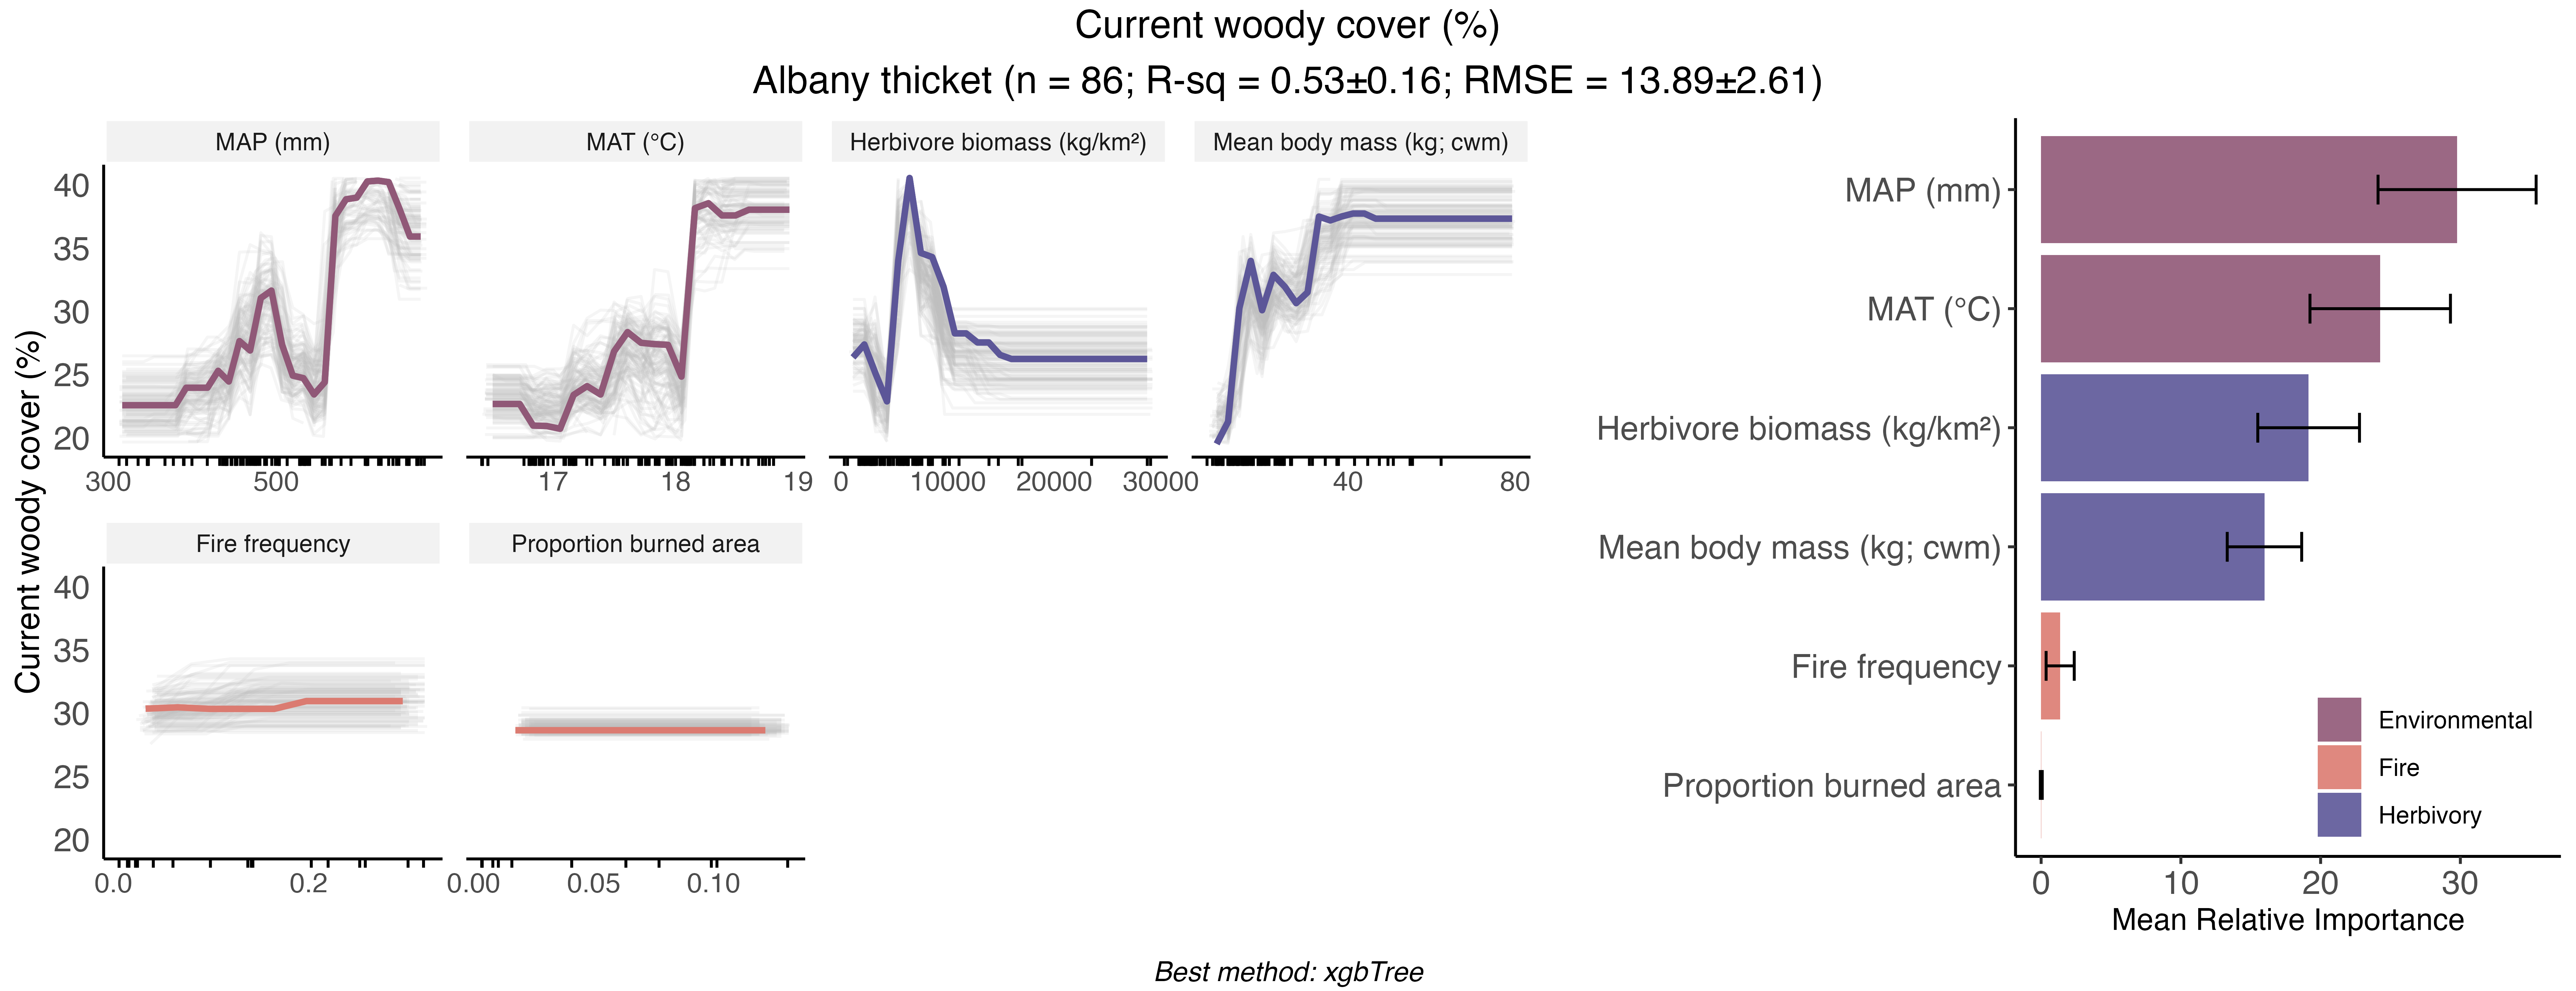 Current woody cover (%)
Albany thicket (n = 86; R-sq = 0.53±0.16; RMSE = 13.89±2.61)
Current woody cover (%)
MAP (mm)
MAT (°C)
Herbivore biomass (kg/km²)
Mean body mass (kg; cwm)
40
35
30
25
20
300 500
17 18 19
0 10000 20000 30000
40 80
Fire frequency
Proportion burned area
40
35
30
25
20
0.0 0.2
0.00 0.05 0.10
MAP (mm)
MAT (°C)
Herbivore biomass (kg/km²)
Mean body mass (kg; cwm)
Fire frequency
Proportion burned area
Environmental
Fire
Herbivory
0 10 20 30
Mean Relative Importance
Best method: xgbTree